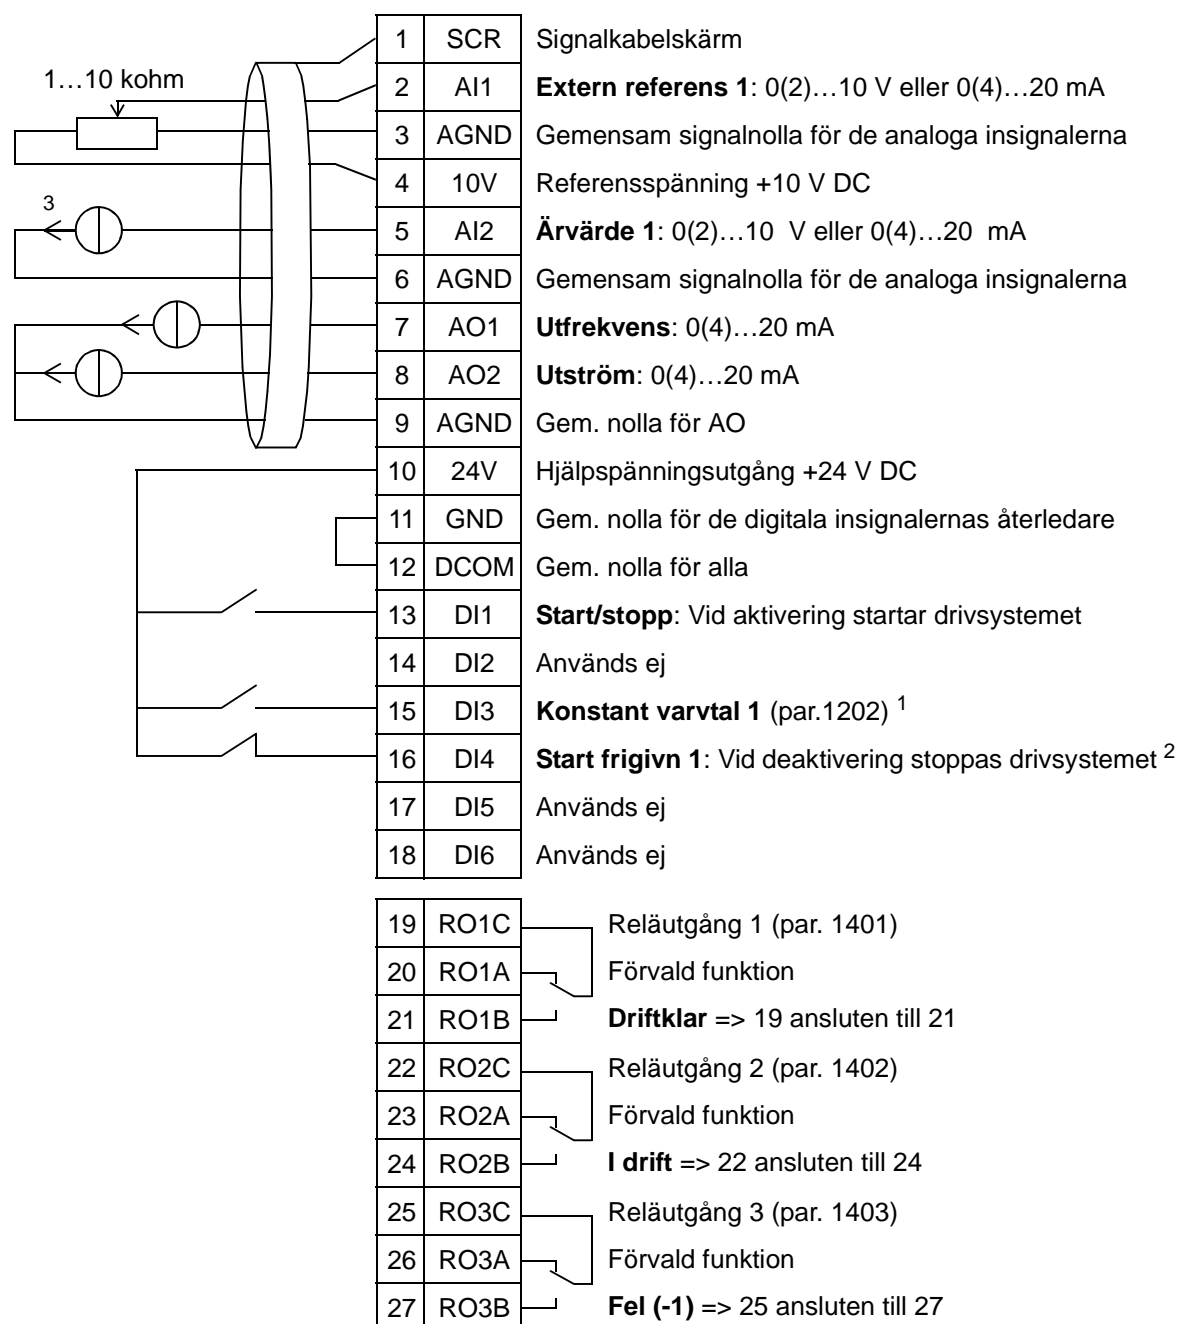 1 SCR Signalkabelskärm
1…10 kohm
2 AI1 Extern referens 1: 0(2)…10 V eller 0(4)…20 mA
3 AGND Gemensam signalnolla för de analoga insignalerna
4 10V Referensspänning +10 V DC
3
5 AI2 Ärvärde 1: 0(2)…10 V eller 0(4)…20 mA
6 AGND Gemensam signalnolla för de analoga insignalerna
7 AO1 Utfrekvens: 0(4)…20 mA
8 AO2 Utström: 0(4)…20 mA
9 AGND Gem. nolla för AO
10 24V Hjälpspänningsutgång +24 V DC
11 GND Gem. nolla för de digitala insignalernas återledare
12 DCOM Gem. nolla för alla
13 DI1 Start/stopp: Vid aktivering startar drivsystemet
14 DI2 Används ej
15 DI3 Konstant varvtal 1 (par.1202) 1
16 DI4 Start frigivn 1: Vid deaktivering stoppas drivsystemet 2
17 DI5 Används ej
18 DI6 Används ej
19 RO1C Reläutgång 1 (par. 1401)
20 RO1A Förvald funktion
21 RO1B Driftklar => 19 ansluten till 21
22 RO2C Reläutgång 2 (par. 1402)
23 RO2A Förvald funktion
24 RO2B I drift => 22 ansluten till 24
25 RO3C Reläutgång 3 (par. 1403)
26 RO3A Förvald funktion
27 RO3B Fel (-1) => 25 ansluten till 27